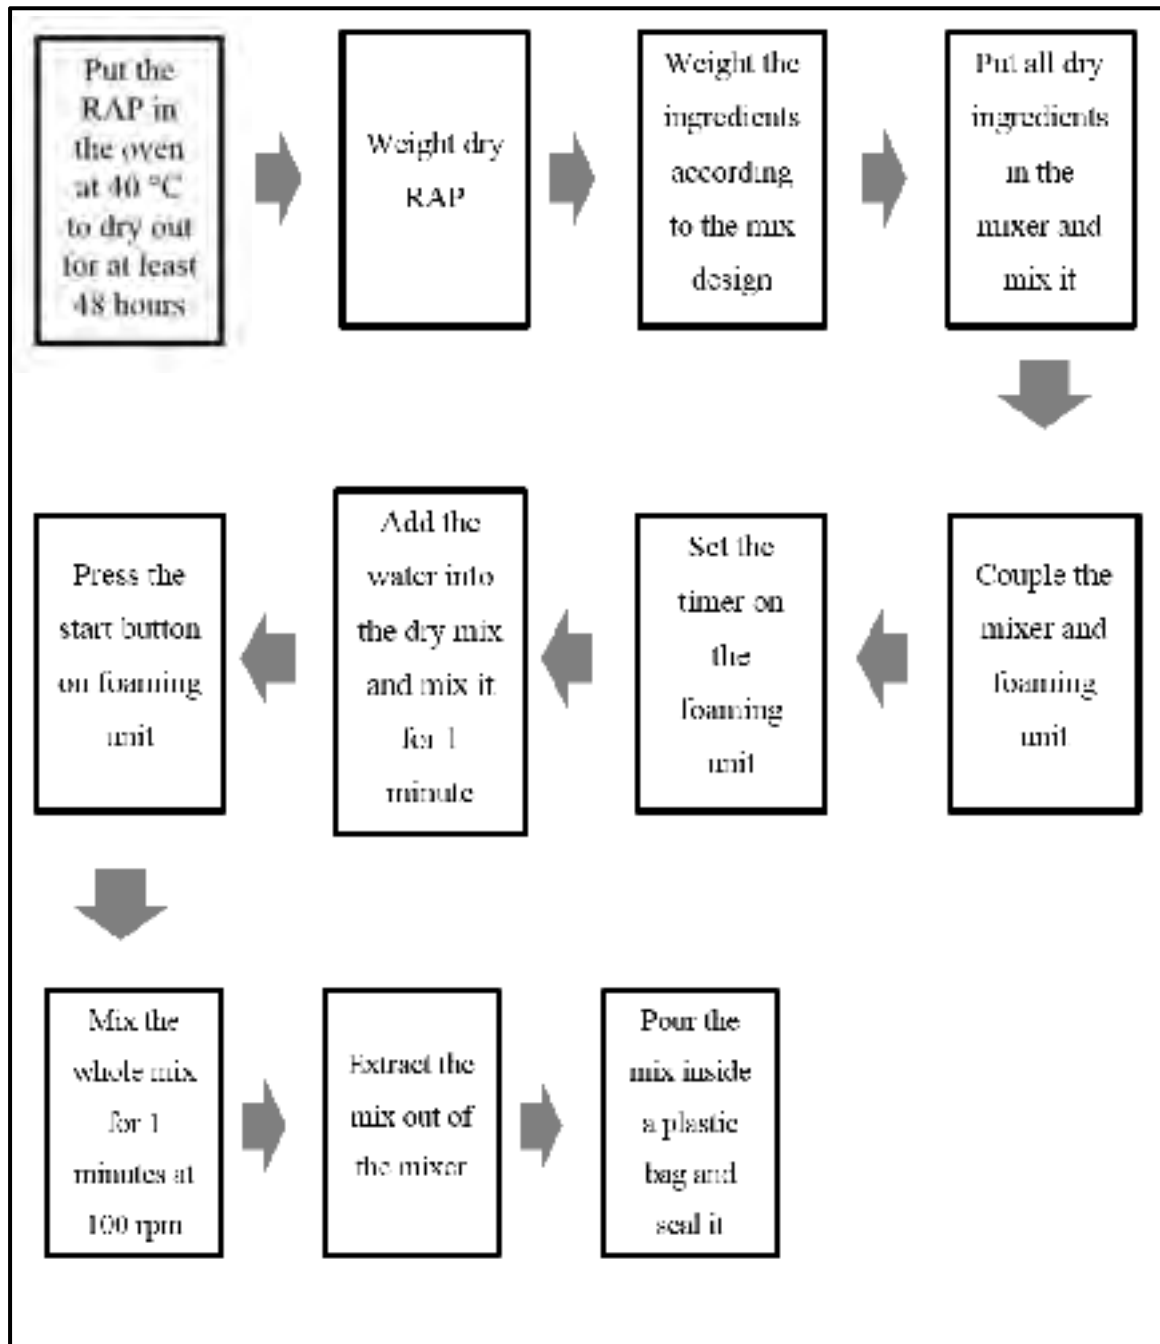 Put the
RAP in
the oven
at 40 °C
to dry out
for at least
48 hours
Weight dry
RAP
Weight the
ingredients
according
to the mix
design
Put all dry
ingredients
in the
mixer and
mix it
Couple the
mixer and
foaming
unit
Set the
timer on
the
foaming
unit
Add the
water into
the dry mix
and mix it
for 1
minute
Press the
start button
on foaming
unit
Mix the
whole mix
for 1
minutes at
100 rpm
Extract the
mix out of
the mixer
Pour the
mix inside
a plastic
bag and
seal it